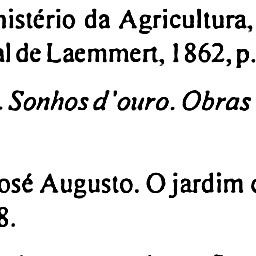 nistério da Agricultura,
al de Laemmert, 1862, p.
. Sonhos d'ouro. Obras
osé Augusto. O jardim
8.